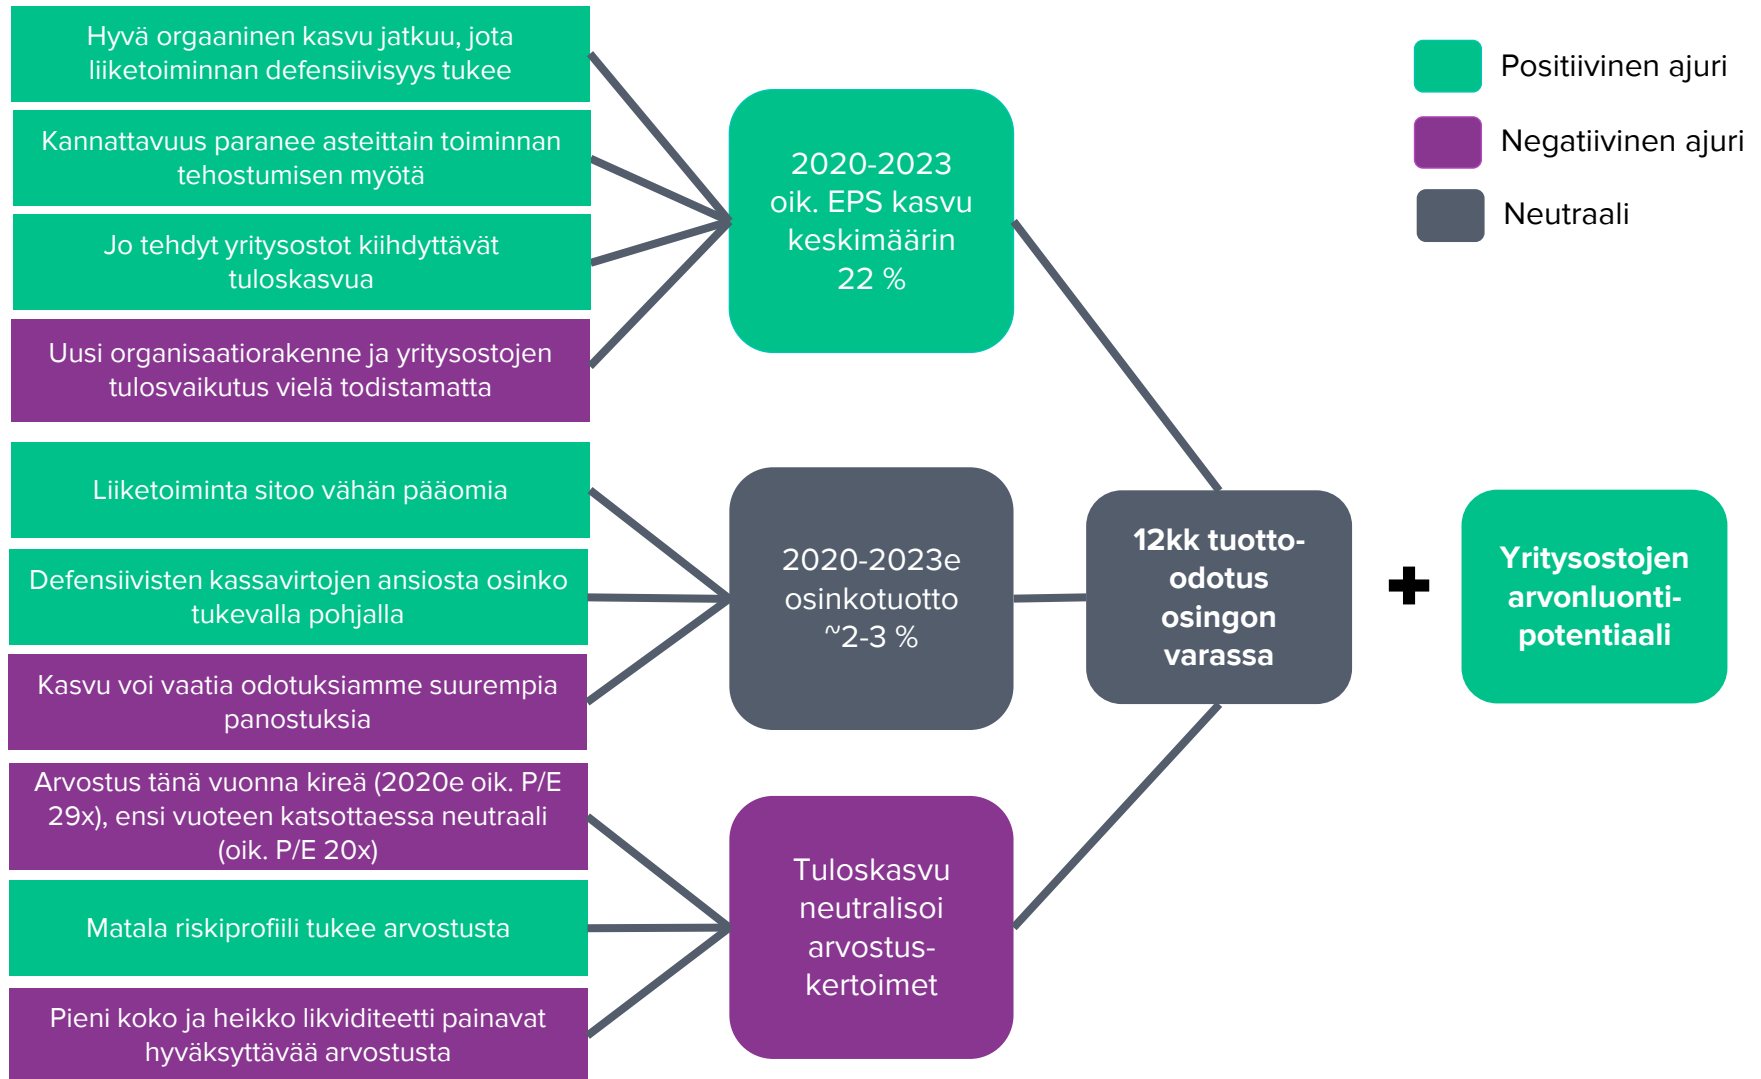 Hyvä orgaaninen kasvu jatkuu, jota
liiketoiminnan defensiivisyys tukee
Kannattavuus paranee asteittain toiminnan
tehostumisen myötä
Jo tehdyt yritysostot kiihdyttävät
tuloskasvua
Uusi organisaatiorakenne ja yritysostojen
tulosvaikutus vielä todistamatta
Liiketoiminta sitoo vähän pääomia
Defensiivisten kassavirtojen ansiosta osinko
tukevalla pohjalla
Kasvu voi vaatia odotuksiamme suurempia
panostuksia
Arvostus tänä vuonna kireä (2020e oik. P/E
29x), ensi vuoteen katsottaessa neutraali
(oik. P/E 20x)
Matala riskiprofiili tukee arvostusta
Pieni koko ja heikko likviditeetti painavat
hyväksyttävää arvostusta
2020-2023
oik. EPS kasvu
keskimäärin
22 %
2020-2023e
osinkotuotto
~2-3 %
Tuloskasvu
neutralisoi
arvostus-
kertoimet
12kk tuotto-
odotus
osingon
varassa
Yritysostojen
arvonluonti-
potentiaali
Positiivinen ajuri
Negatiivinen ajuri
Neutraali